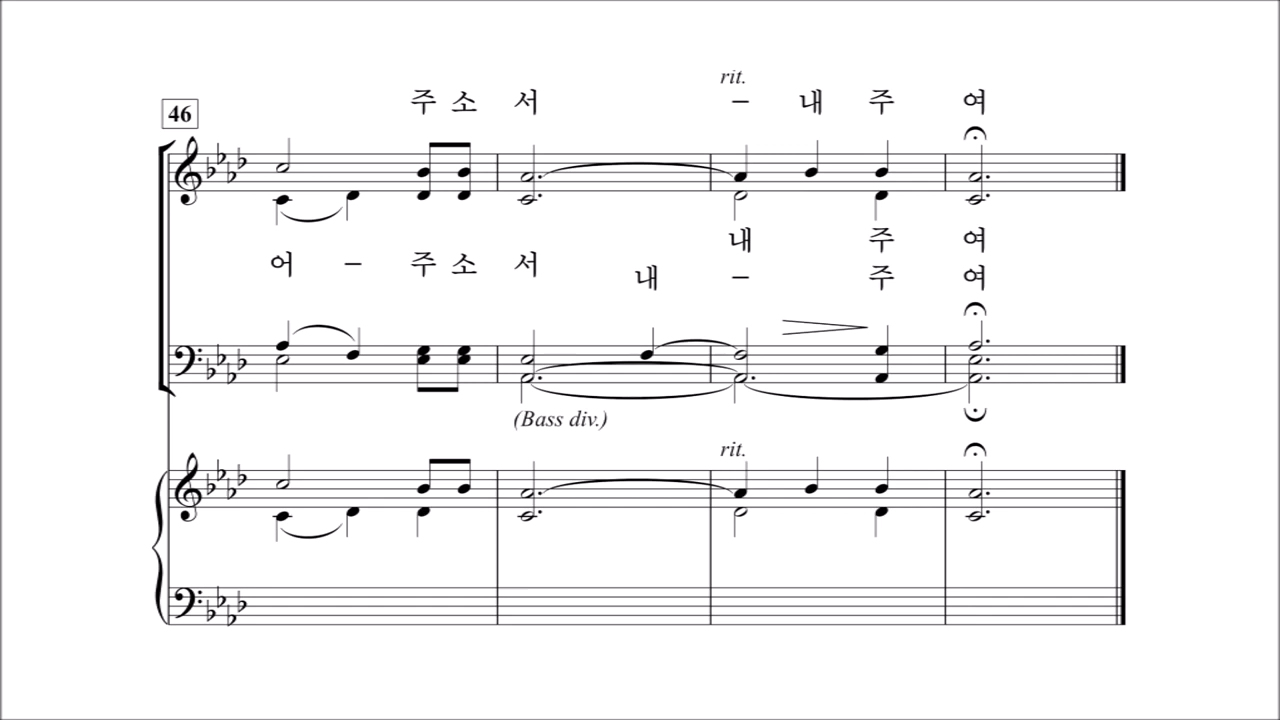 rit.
주 소 서 – 내 주 여
46
내 주 여
어 – 주 소 서
내 – 주 여
(Bass div.)
rit.